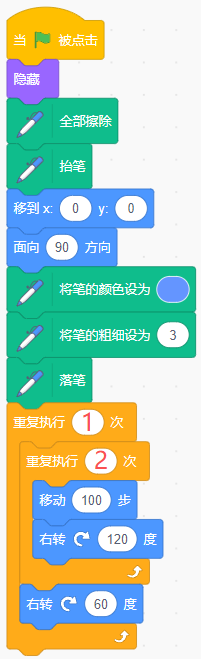 当 被点击
隐藏
全部擦除
抬笔
移到 x: 0 y: 0
面向 90 方向
将笔的颜色设为
将笔的粗细设为 3
落笔
重复执行 1 次
重复执行 2 次
移动 100 步
右转 120 度
右转 60 度